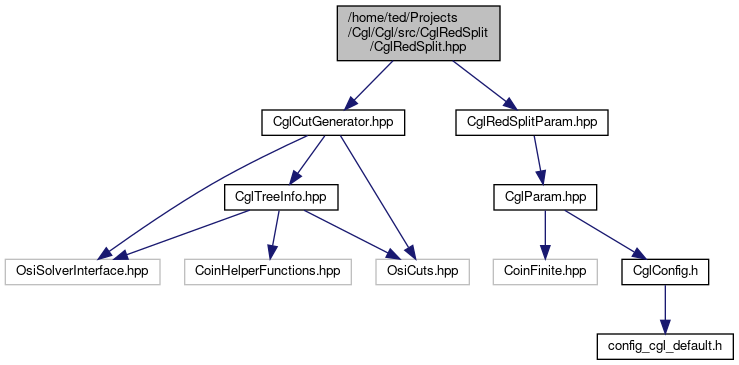 /home/ted/Projects
/Cgl/Cgl/src/CglRedSplit
/CglRedSplit.hpp
CglCutGenerator.hpp
CglRedSplitParam.hpp
CglTreeInfo.hpp
CglParam.hpp
OsiSolverInterface.hpp
CoinHelperFunctions.hpp
OsiCuts.hpp
CoinFinite.hpp
CglConfig.h
config_cgl_default.h